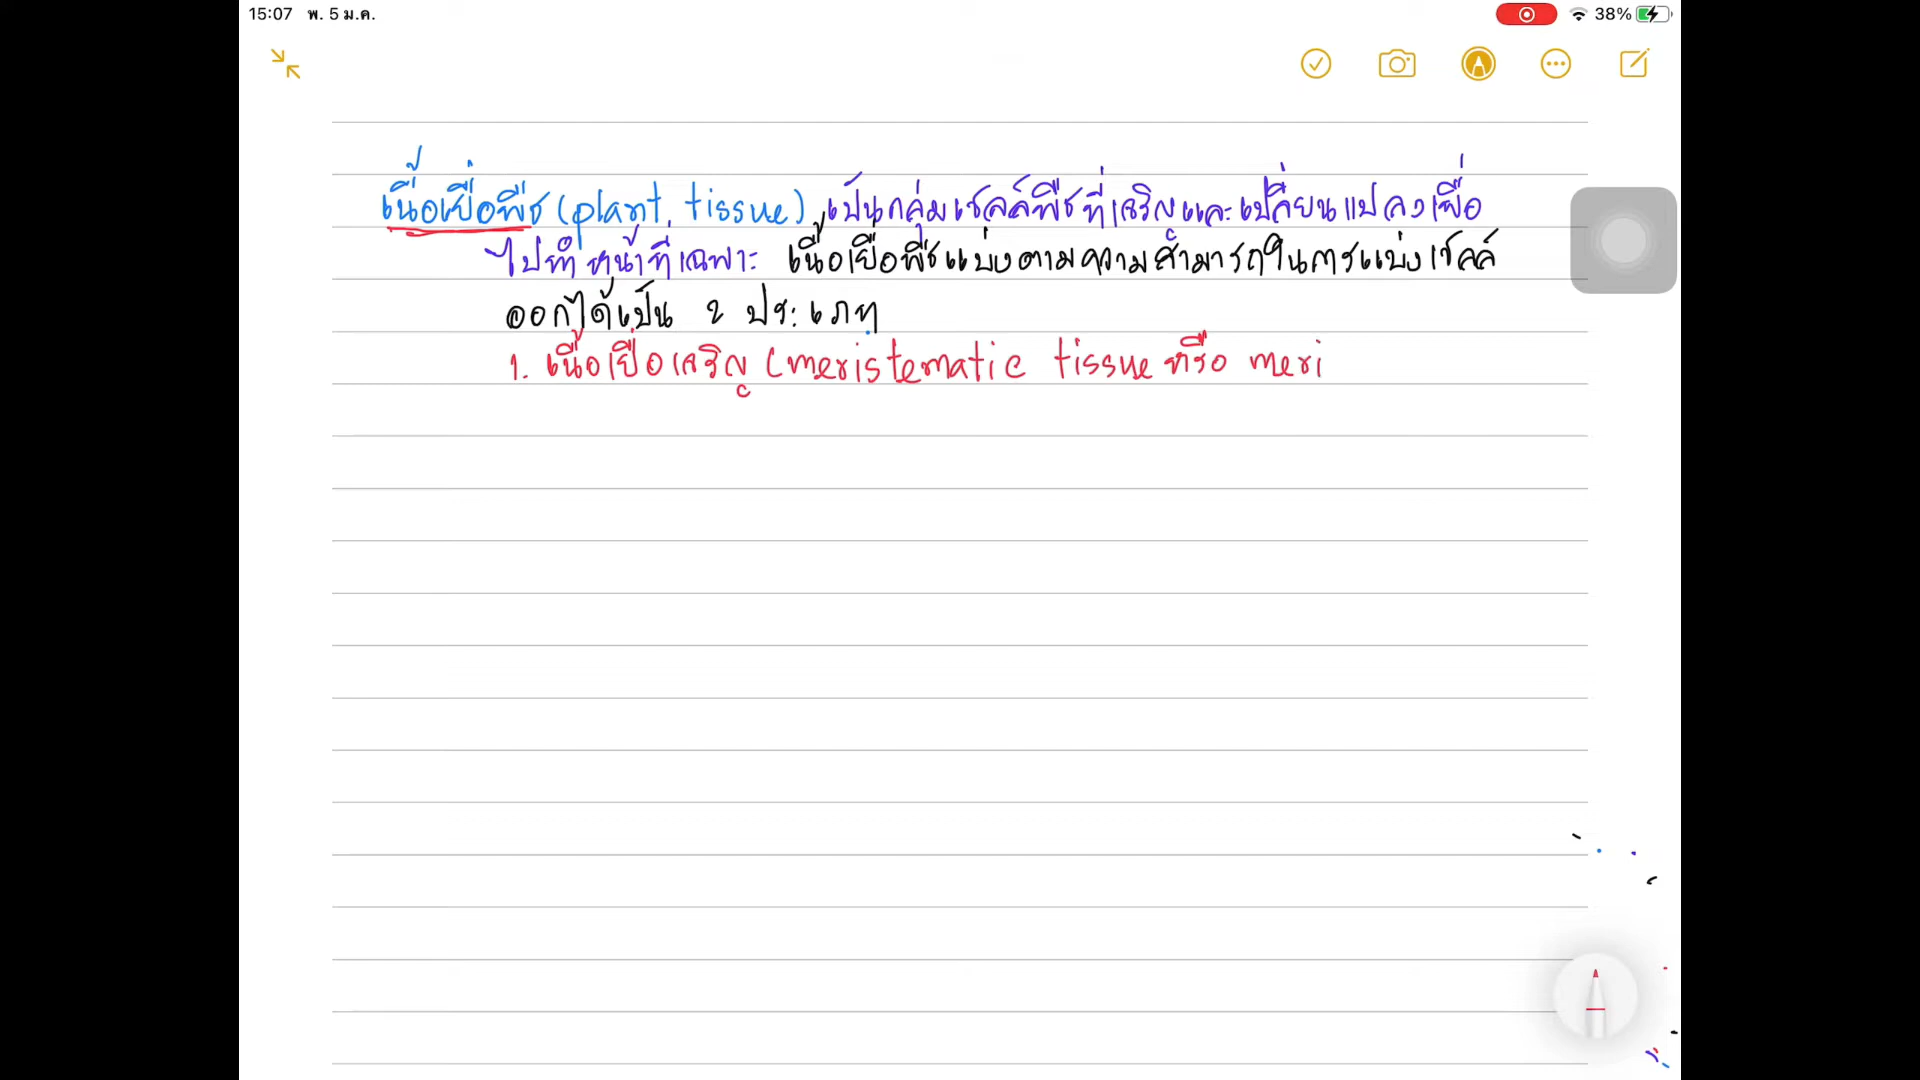 15:07 พ. 5 ม.ค. 38%
เนื้อเยื่อพืช (plant tissue) เป็นกลุ่มเซลล์พืชที่เจริญและเปลี่ยนแปลงเพื่อ
ไปทำหน้าที่เฉพาะ เนื้อเยื่อพืชแบ่งตามความสามารถในการแบ่งเซลล์
ออกได้เป็น 2 ประเภท
1. เนื้อเยื่อเจริญ (meristematic tissue หรือ meri